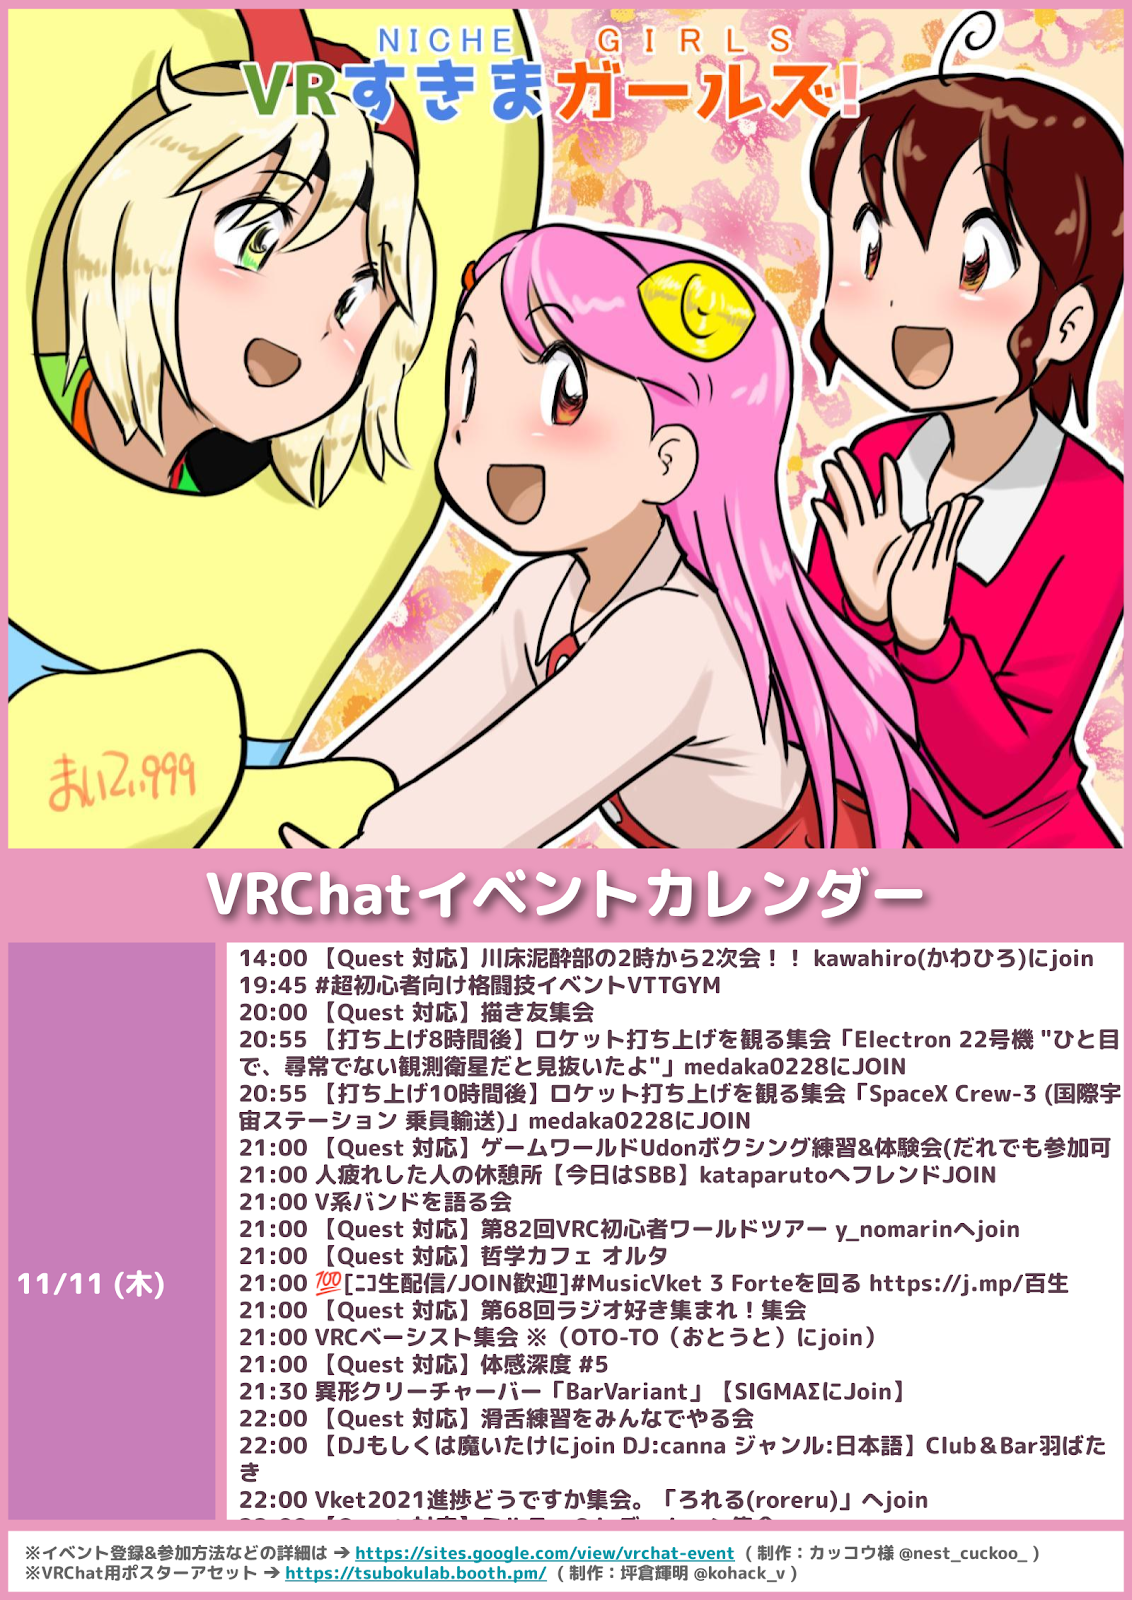 NICHE GIRLS
VRすきまガールズ!
まいてぃ999
VRChatイベントカレンダー
11/11 (木)
14:00 【Quest 対応】川床泥酔部の2時から2次会！！ kawahiro(かわひろ)にjoin
19:45 #超初心者向け格闘技イベントVTTGYM
20:00 【Quest 対応】描き友集会
20:55 【打ち上げ8時間後】ロケット打ち上げを観る集会「Electron 22号機 "ひと目
で、尋常でない観測衛星だと見抜いたよ"」medaka0228にJOIN
20:55 【打ち上げ10時間後】ロケット打ち上げを観る集会「SpaceX Crew-3 (国際宇
宙ステーション 乗員輸送)」medaka0228にJOIN
21:00 【Quest 対応】ゲームワールドUdonボクシング練習&体験会(だれでも参加可
21:00 人疲れした人の休憩所【今日はSBB】kataparutoへフレンドJOIN
21:00 V系バンドを語る会
21:00 【Quest 対応】第82回VRC初心者ワールドツアー y_nomarinへjoin
21:00 【Quest 対応】哲学カフェ オルタ
21:00 💯[ﾆｺ生配信/JOIN歓迎]#MusicVket 3 Forteを回る https://j.mp/百生
21:00 【Quest 対応】第68回ラジオ好き集まれ！集会
21:00 VRCベーシスト集会 ※（OTO-TO（おとうと）にjoin）
21:00 【Quest 対応】体感深度 #5
21:30 異形クリーチャーバー「BarVariant」【SIGMAΣにJoin】
22:00 【Quest 対応】滑舌練習をみんなでやる会
22:00 【DJもしくは魔いたけにjoin DJ:canna ジャンル:日本語】Club＆Bar羽ばた
き
22:00 Vket2021進捗どうですか集会。「ろれる(roreru)」へjoin
※イベント登録&参加方法などの詳細は ➔ https://sites.google.com/view/vrchat-event ( 制作：カッコウ様 @nest_cuckoo_ )
※VRChat用ポスターアセット ➔ https://tsubokulab.booth.pm/ ( 制作：坪倉輝明 @kohack_v )